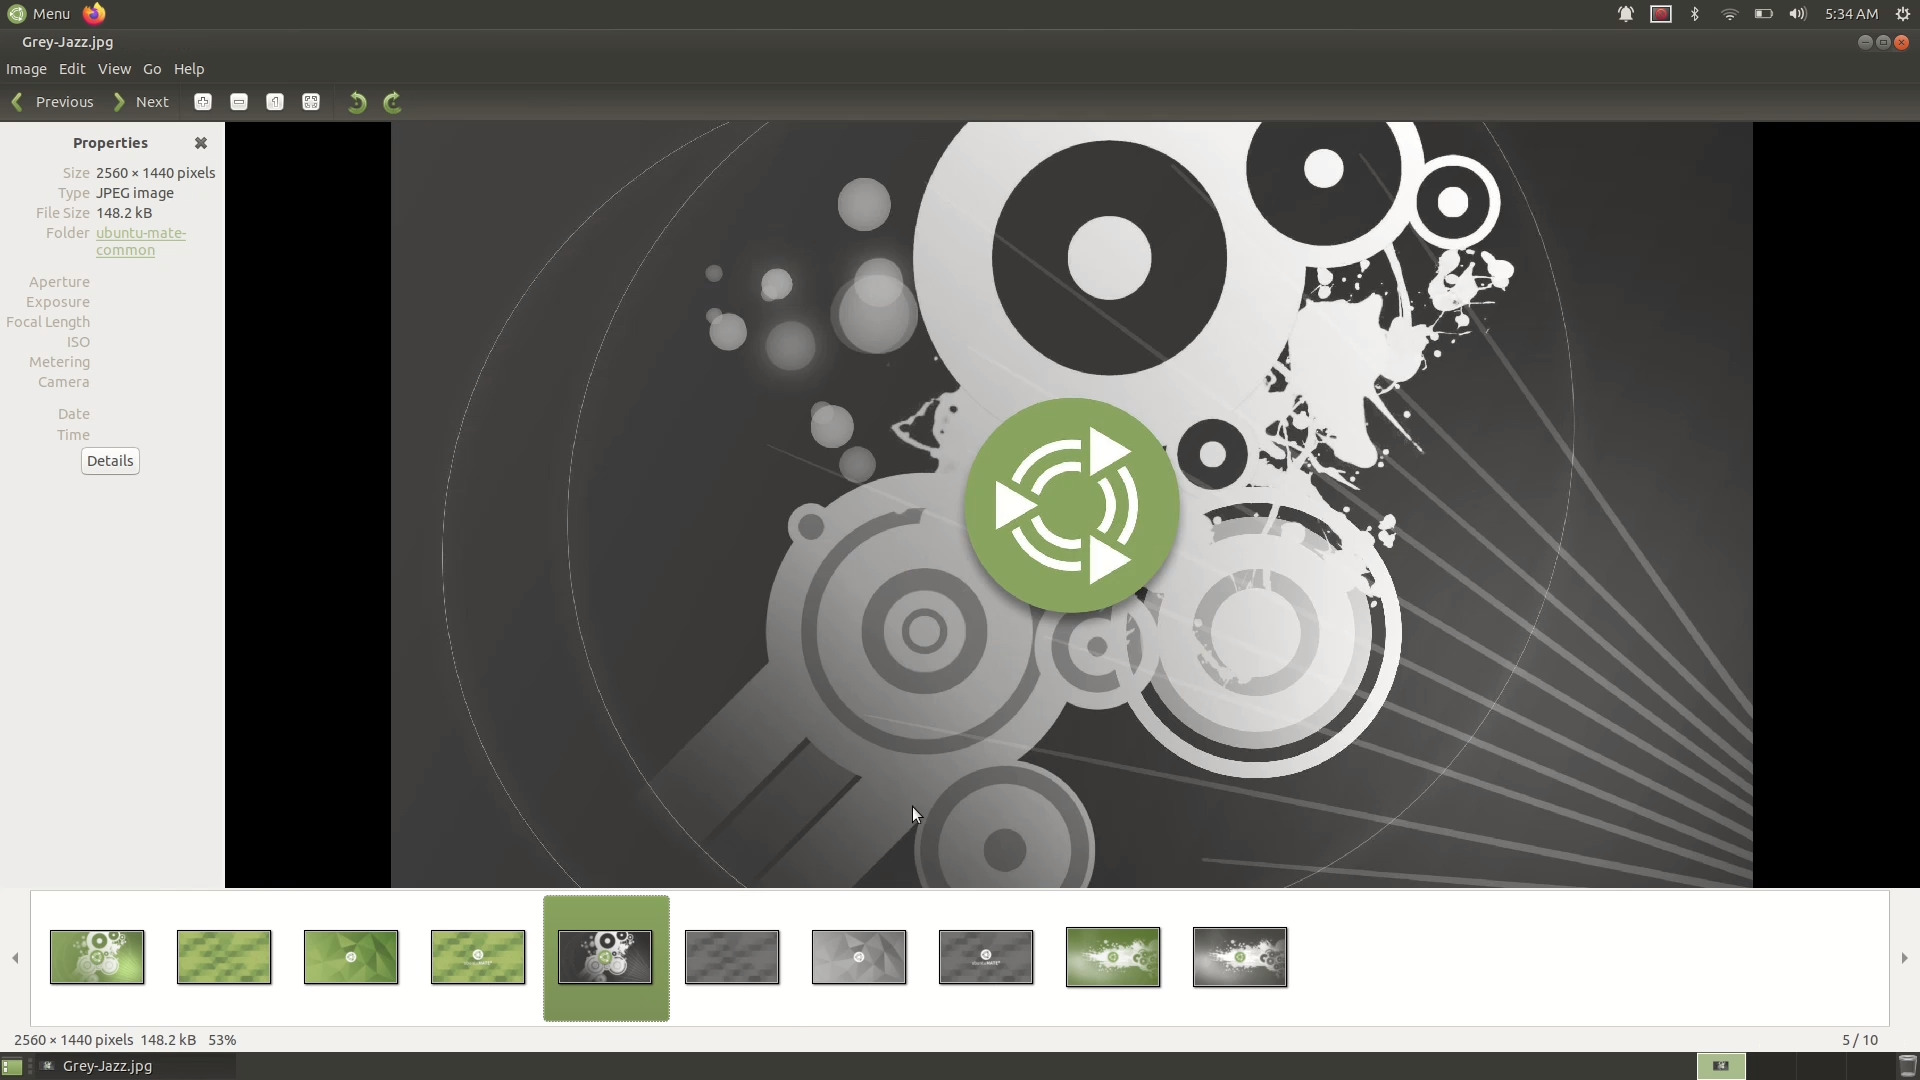 Menu
5:34 AM
Grey-Jazz.jpg
Image Edit View Go Help
Previous Next
Properties
Size 2560 × 1440 pixels
Type JPEG image
File Size 148.2 kB
Folder ubuntu-mate-
common
Aperture
Exposure
Focal Length
ISO
Metering
Camera
Date
Time
Details
2560 × 1440 pixels 148.2 kB 53%
5 / 10
Grey-Jazz.jpg